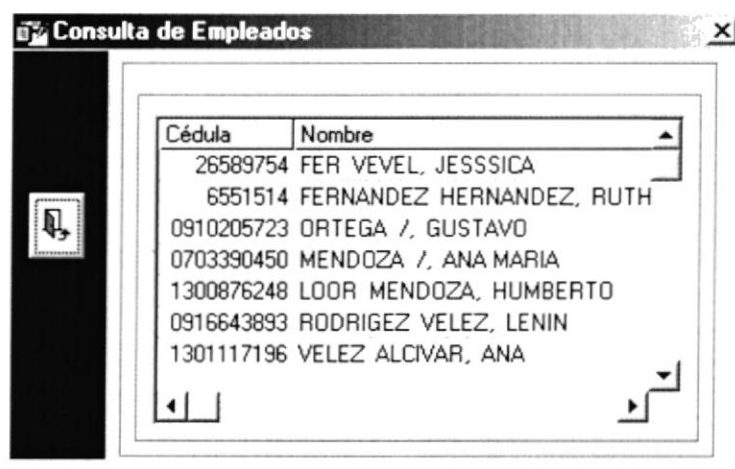 Consulta de Empleados
Cédula Nombre
26589754 FER VEVEL, JESSSICA
6551514 FERNANDEZ HERNANDEZ, RUTH
0910205723 ORTEGA /, GUSTAVO
0703390450 MENDOZA /, ANA MARIA
1300876248 LOOR MENDOZA, HUMBERTO
0916643893 RODRIGEZ VELEZ, LENIN
1301117196 VELEZ ALCIVAR, ANA